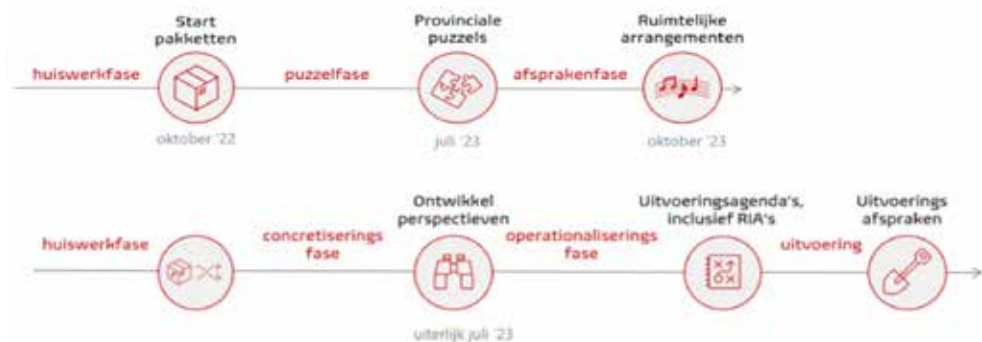 Start
pakketten
Provinciale
puzzels
Ruimtelijke
arrangementen
huiswerkfase
puzzelfase
afsprakenfase
oktober '22
juli '23
oktober '23
Ontwikkel
perspectieven
Uitvoeringsagenda's,
inclusief RIA's
Uitvoerings
afspraken
huiswerkfase
concretiserings
fase
operationaliserings
fase
uitvoering
uiterlijk juli '23